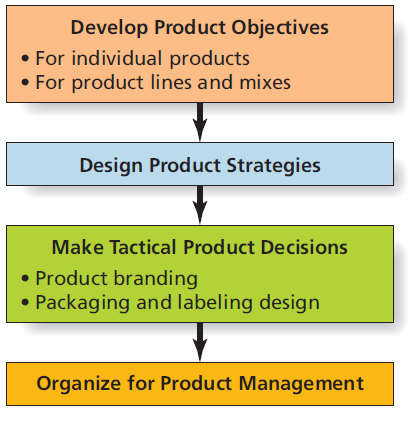 Develop Product Objectives
• For individual products
• For product lines and mixes
Design Product Strategies
Make Tactical Product Decisions
• Product branding
• Packaging and labeling design
Organize for Product Management